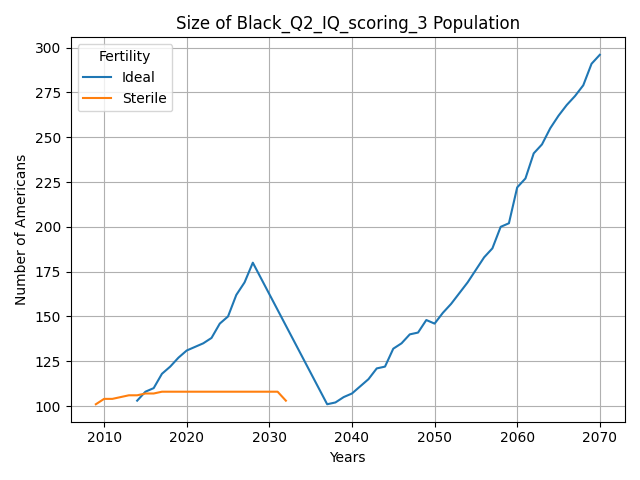 Size of Black_Q2_IQ_scoring_3 Population
Fertility
Ideal
Sterile
Number of Americans
300
275
250
225
200
175
150
125
100
2010 2020 2030 2040 2050 2060 2070
Years